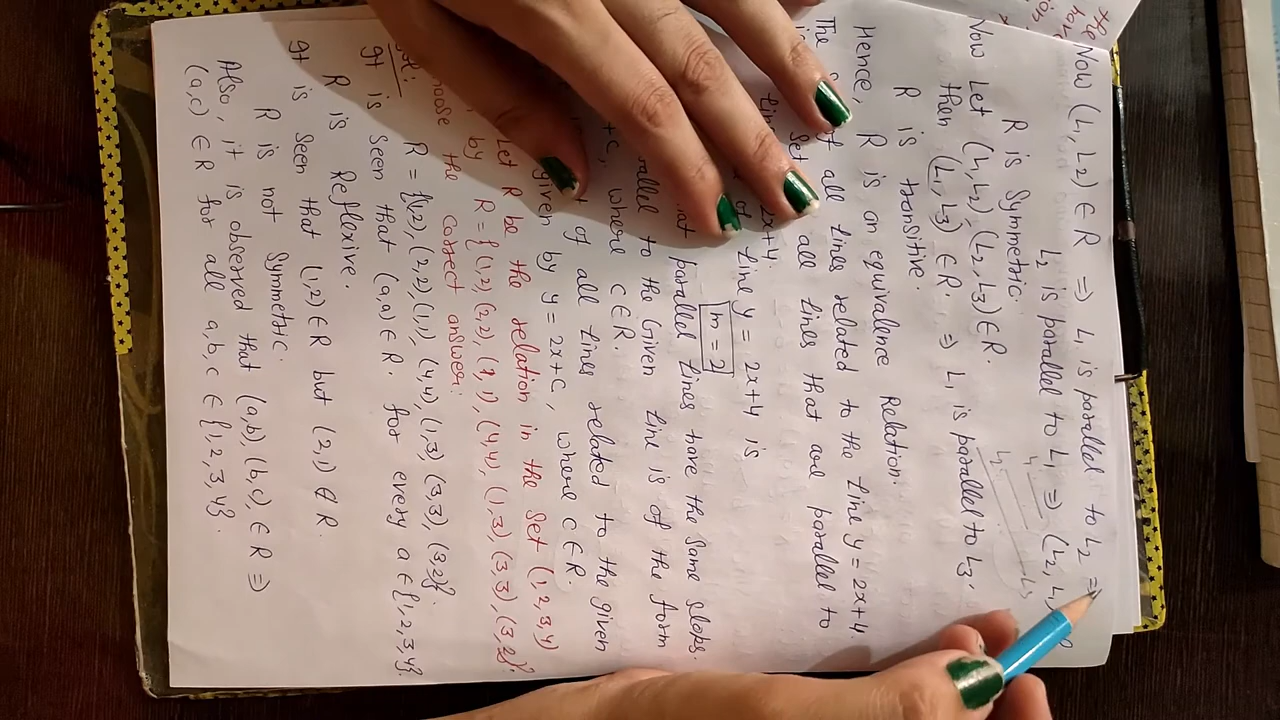 Now (L₁, L₂) ∈ R ⇒ L₁ is parallel to L₂ ⇒
L₂ is parallel to L₁ ⇒ (L₂, L₁)
R is Symmetric.
Now Let (L₁, L₂), (L₂, L₃) ∈ R.
then (L₁, L₃) ∈ R. ⇒ L₁ is parallel to L₃.
L₁
L₃
R is transitive.
Hence, R is an equivalence Relation.
The all lines related to the line y = 2x+4.
set all lines that are parallel to
2x+4.
of line y = 2x+4 is
m = 2
parallel lines have the same slope.
to the Given line is of the form
+c, where c ∈ R.
of all lines related to the given
given by y = 2x+c, where c ∈ R.
Let R be the relation in the Set (1, 2, 3, 4)
by R = {(1,2) (2,2), (1,1), (4,4), (1,3) (3,3), (3,2)}.
the correct answer:
R = {(1,2), (2,2), (1,1), (4,4), (1,3) (3,3), (3,2)}.
It is seen that (a,a) ∈ R. for every a ∈ {1,2,3,4}.
R is Reflexive.
It is seen that (1,2) ∈ R but (2,1) ∉ R.
R is not Symmetric.
Also, it is observed that (a,b), (b,c), ∈ R ⇒
(a,c) ∈ R for all a, b, c ∈ {1, 2, 3, 4}.